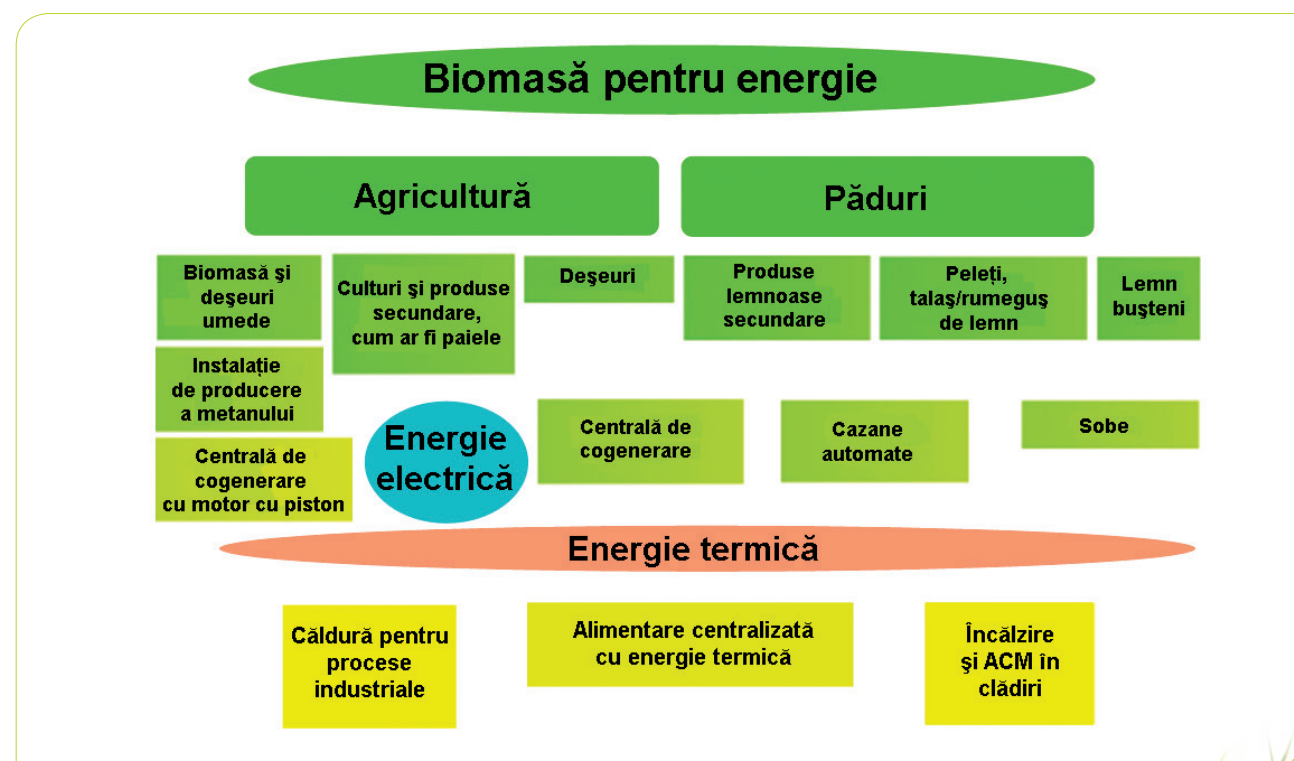 Biomasă pentru energie
Agricultură
Păduri
Biomasă şi
deşeuri
umede
Culturi şi produse
secundare,
cum ar fi paiele
Deşeuri
Produse
lemnoase
secundare
Peleți,
talaş/rumeguş
de lemn
Lemn
buşteni
Instalație
de producere
a metanului
Centrală de
cogenerare
cu motor cu piston
Energie
electrică
Centrală de
cogenerare
Cazane
automate
Sobe
Energie termică
Căldură pentru
procese
industriale
Alimentare centralizată
cu energie termică
Încălzire
şi ACM în
clădiri